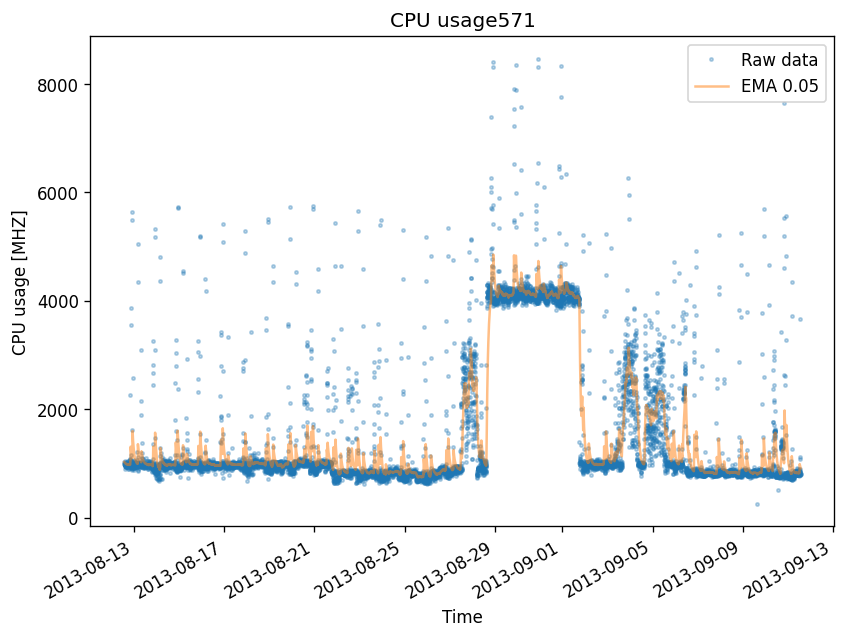 CPU usage571
Raw data
EMA 0.05
CPU usage [MHZ]
8000
6000
4000
2000
0
2013-08-13
2013-08-17
2013-08-21
2013-08-25
2013-08-29
2013-09-01
2013-09-05
2013-09-09
2013-09-13
Time